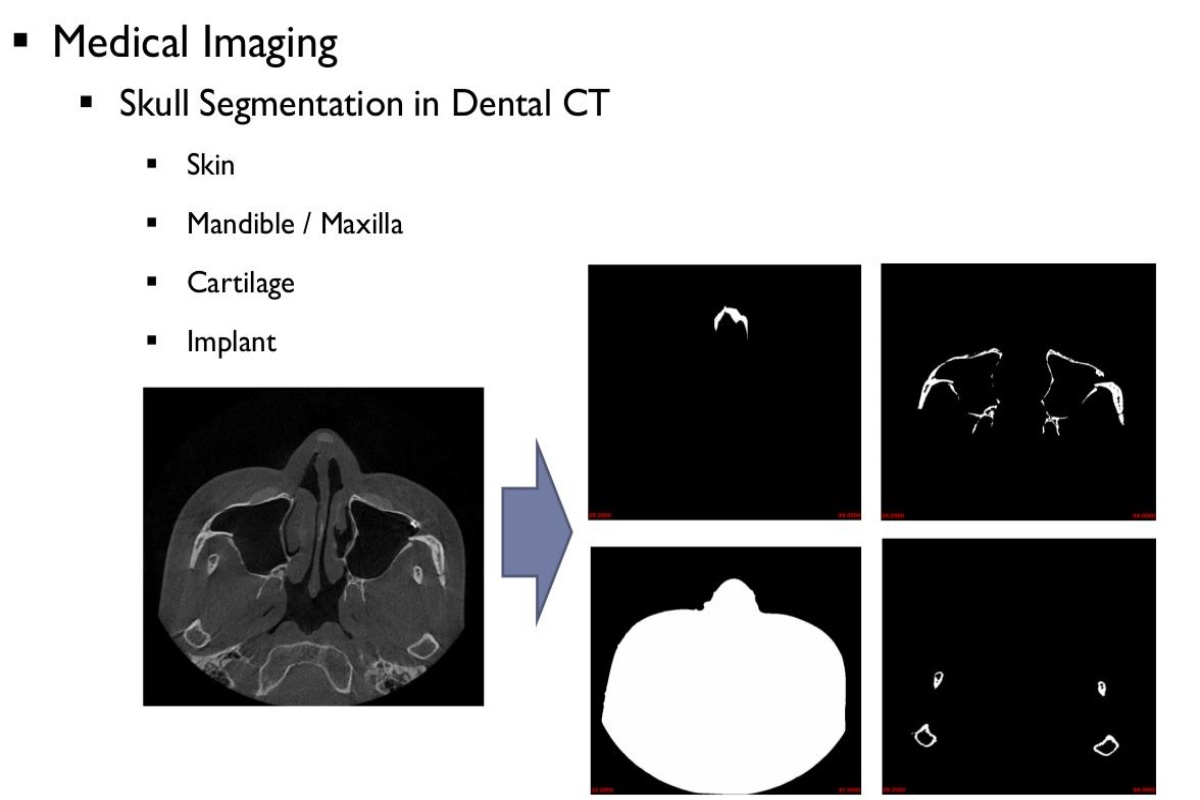 Medical Imaging
Skull Segmentation in Dental CT
Skin
Mandible / Maxilla
Cartilage
Implant